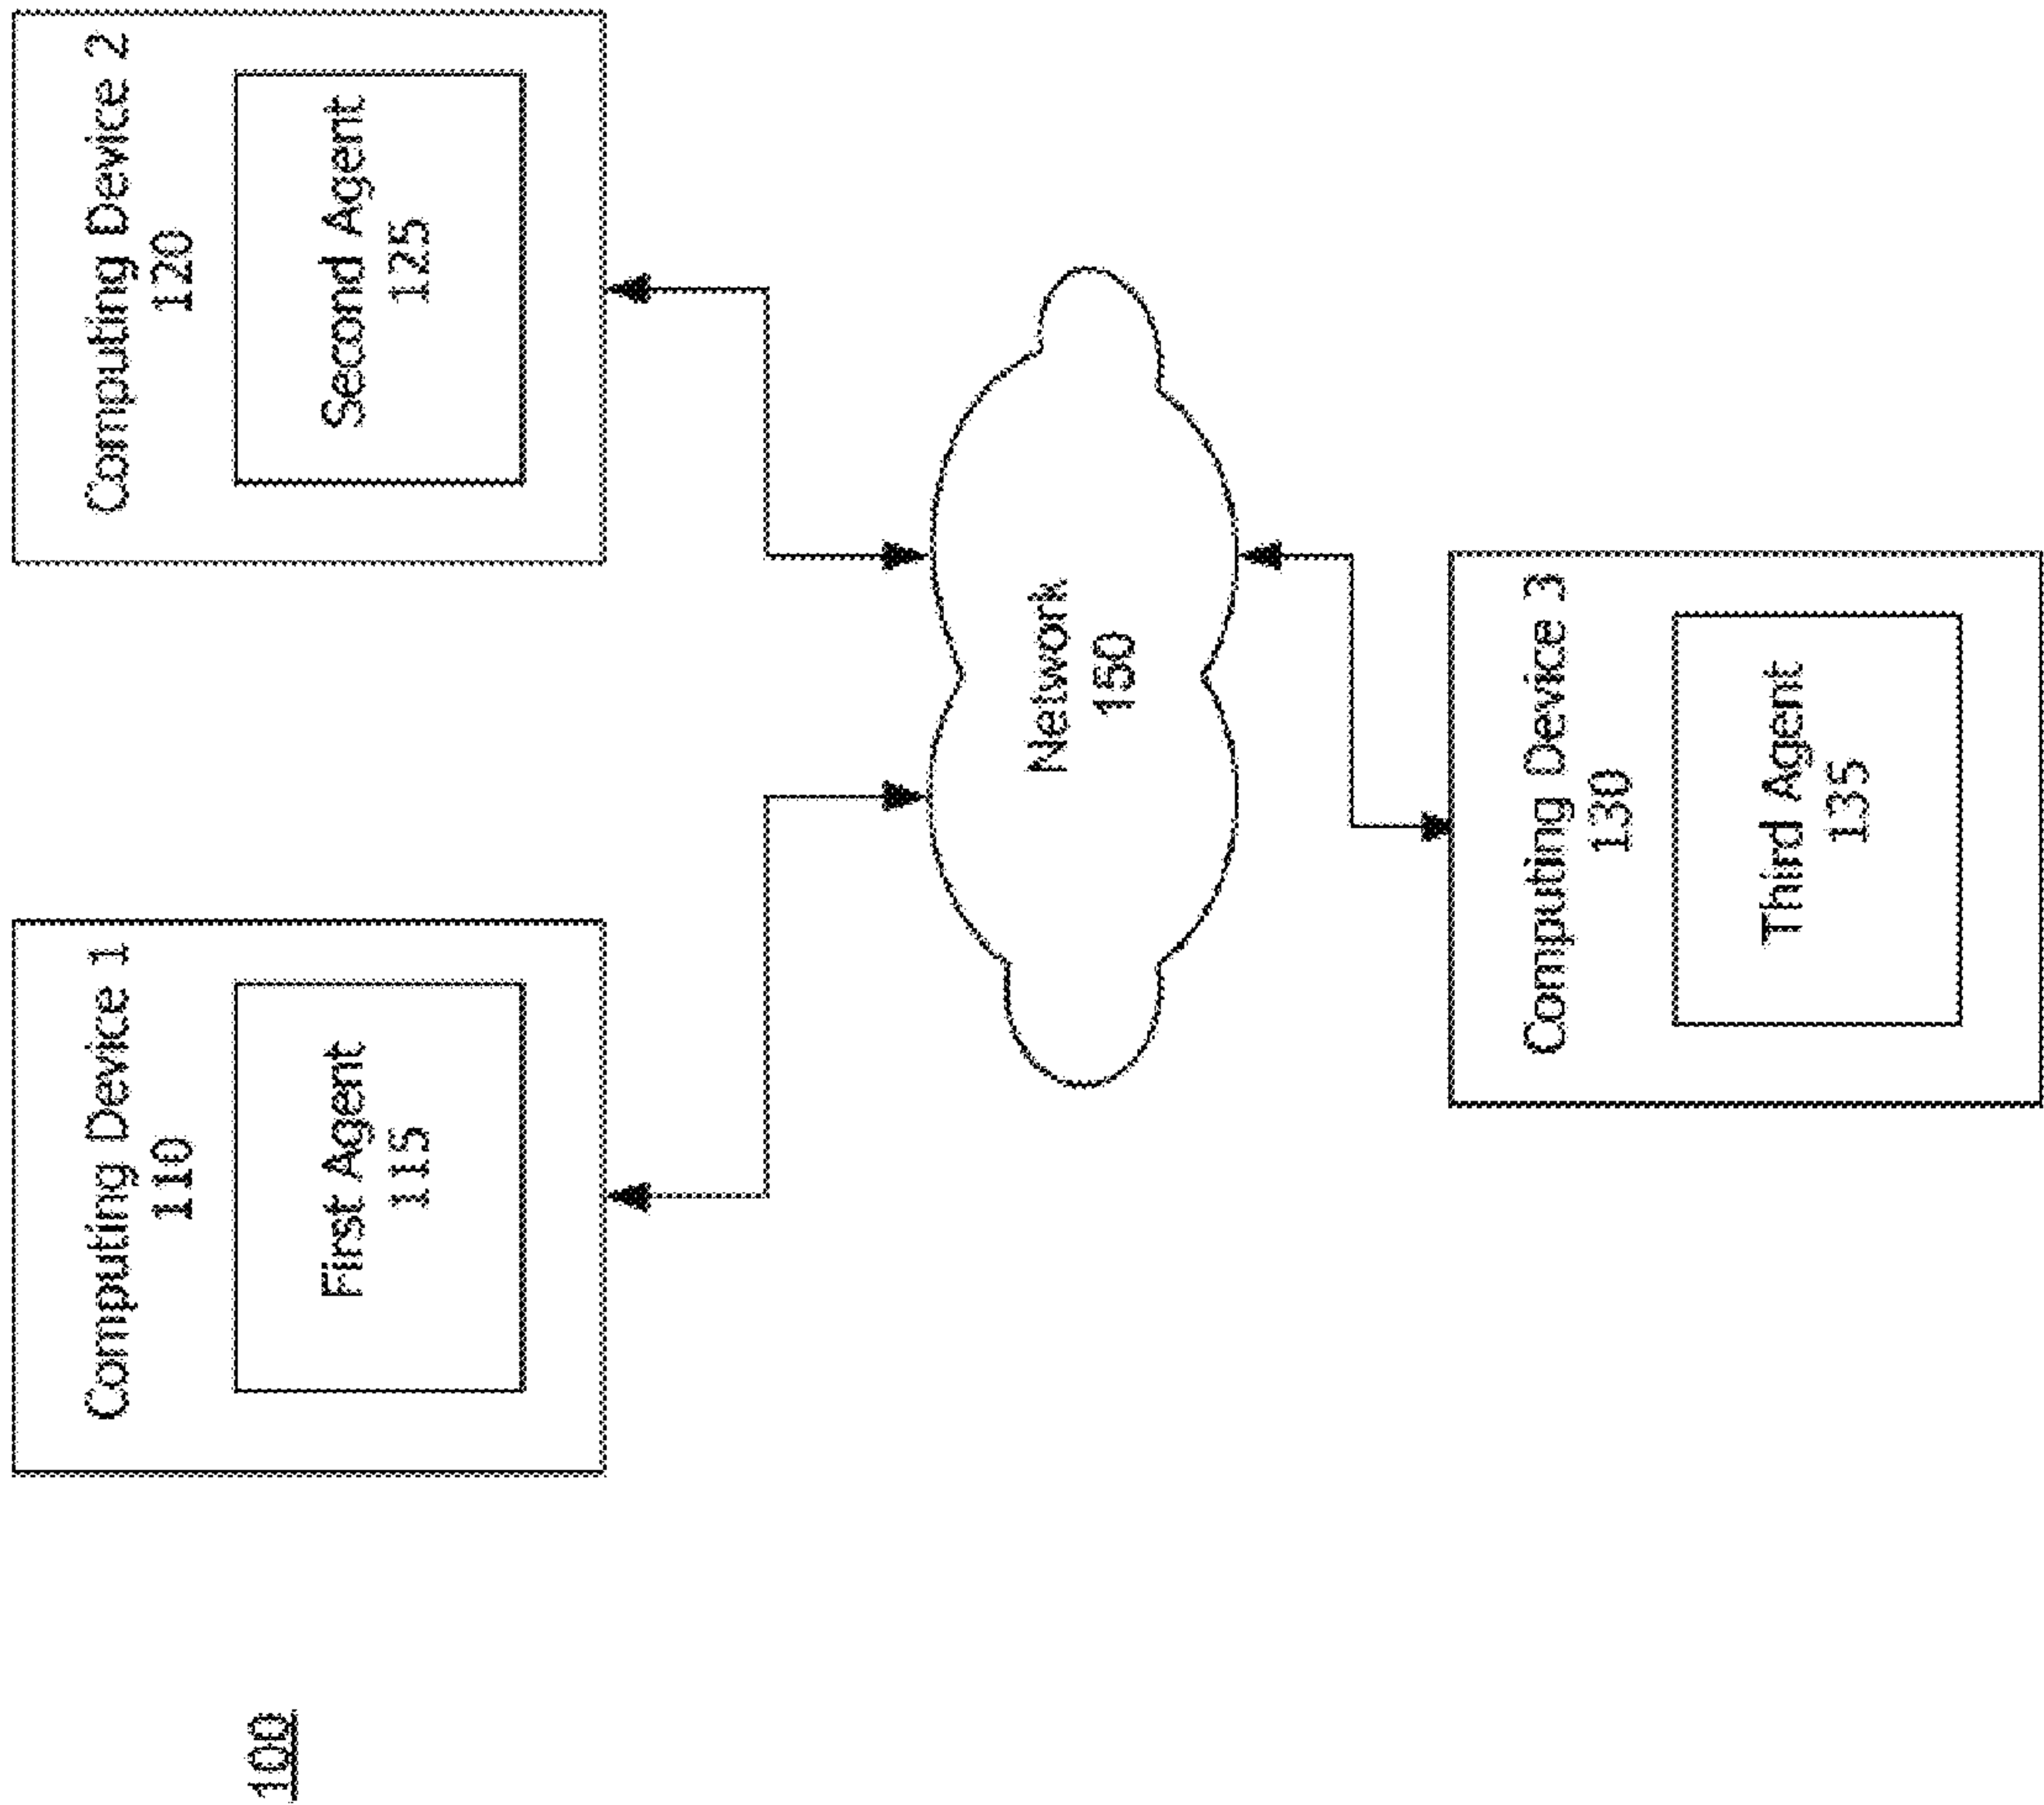 100
Computing Device 1
110
First Agent
115
Computing Device 2
120
Second Agent
125
Network
150
Computing Device 3
130
Third Agent
135